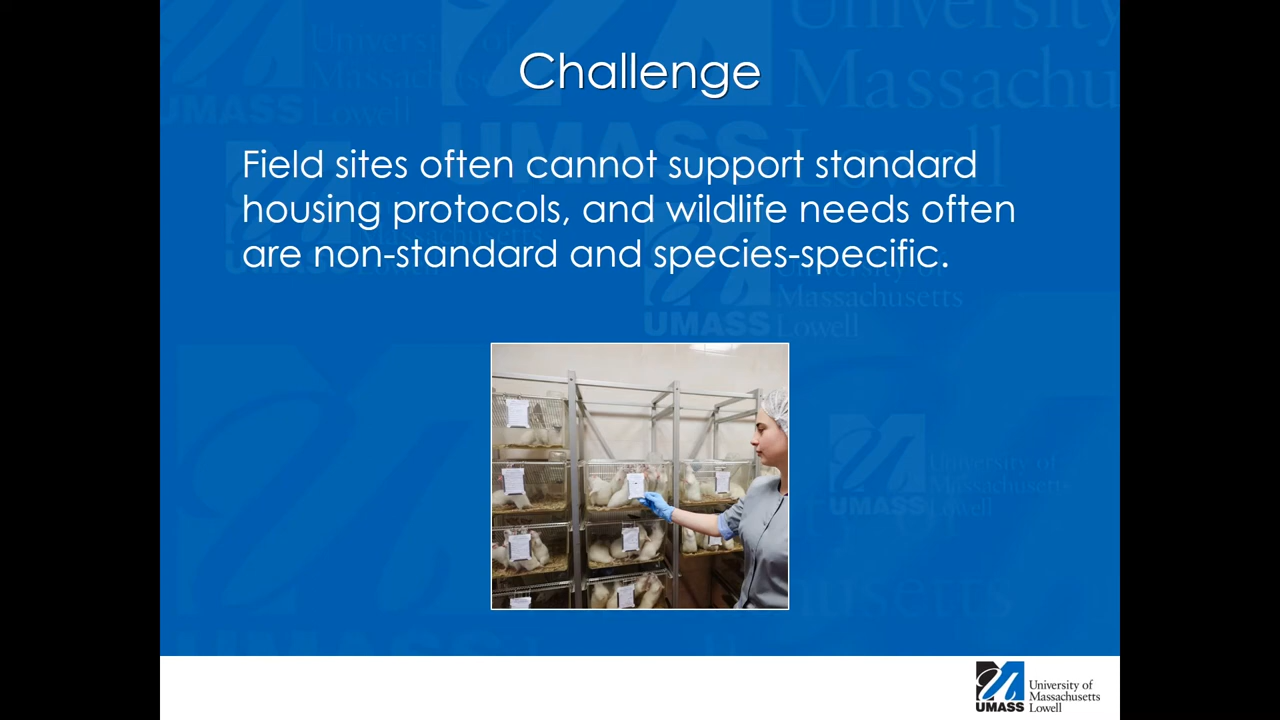 Challenge
Field sites often cannot support standard
housing protocols, and wildlife needs often
are non-standard and species-specific.
University of
Massachusetts
UMASS Lowell